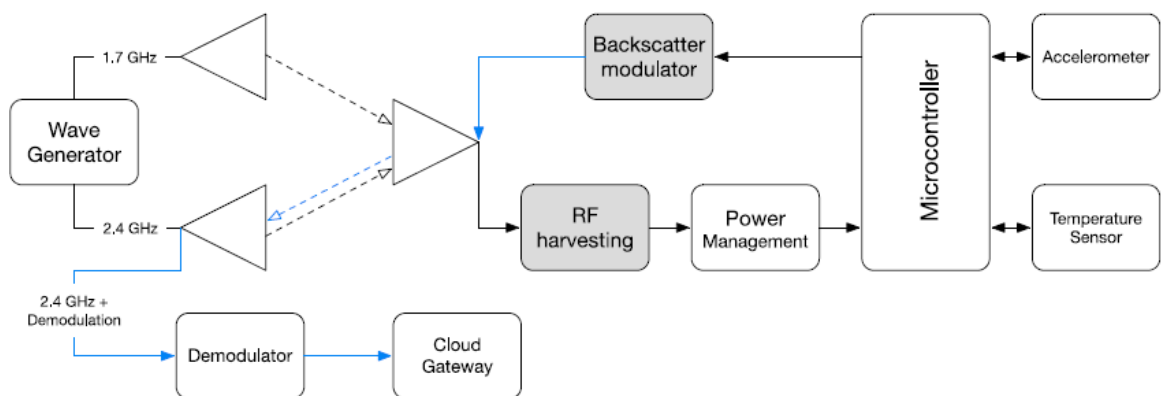 1.7 GHz
Wave
Generator
2.4 GHz
2.4 GHz +
Demodulation
Demodulator
Cloud
Gateway
Backscatter
modulator
RF
harvesting
Power
Management
Microcontroller
Accelerometer
Temperature
Sensor